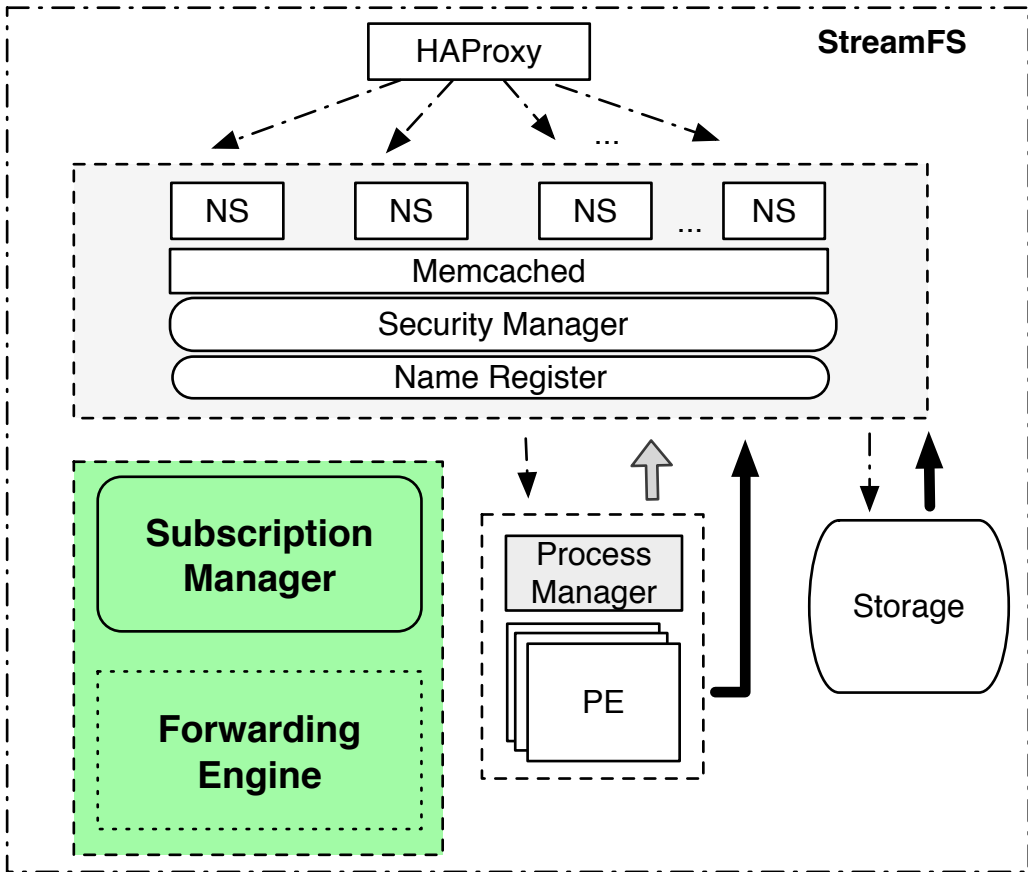 StreamFS
HAProxy
...
NS
NS
NS
...
NS
Memcached
Security Manager
Name Register
Subscription
Manager
Forwarding
Engine
Process
Manager
PE
Storage